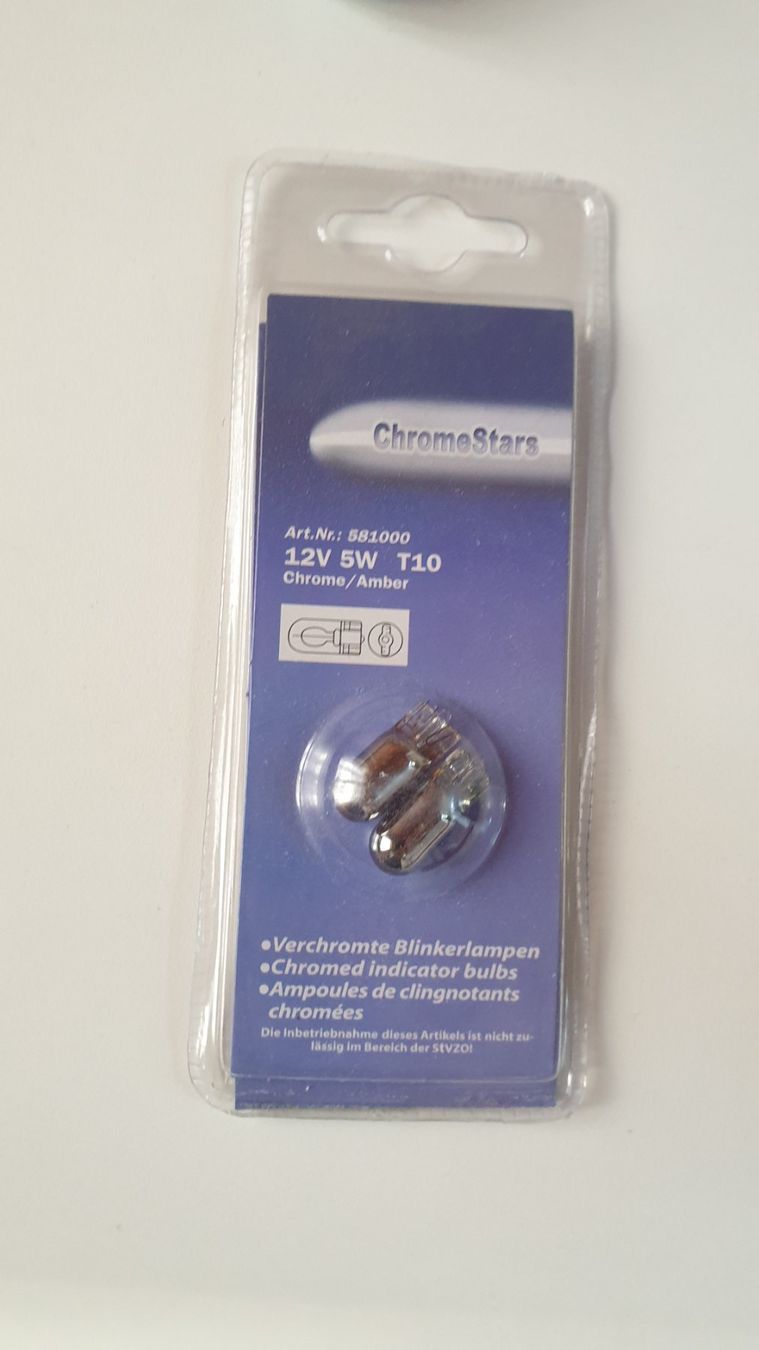 ChromeStars
Art.Nr.: 581000
12V 5W T10
Chrome/Amber
•Verchromte Blinkerlampen
•Chromed indicator bulbs
•Ampoules de clingnotants
chromées
Die Inbetriebnahme dieses Artikels ist nicht zu-
lässig im Bereich der StVZO!